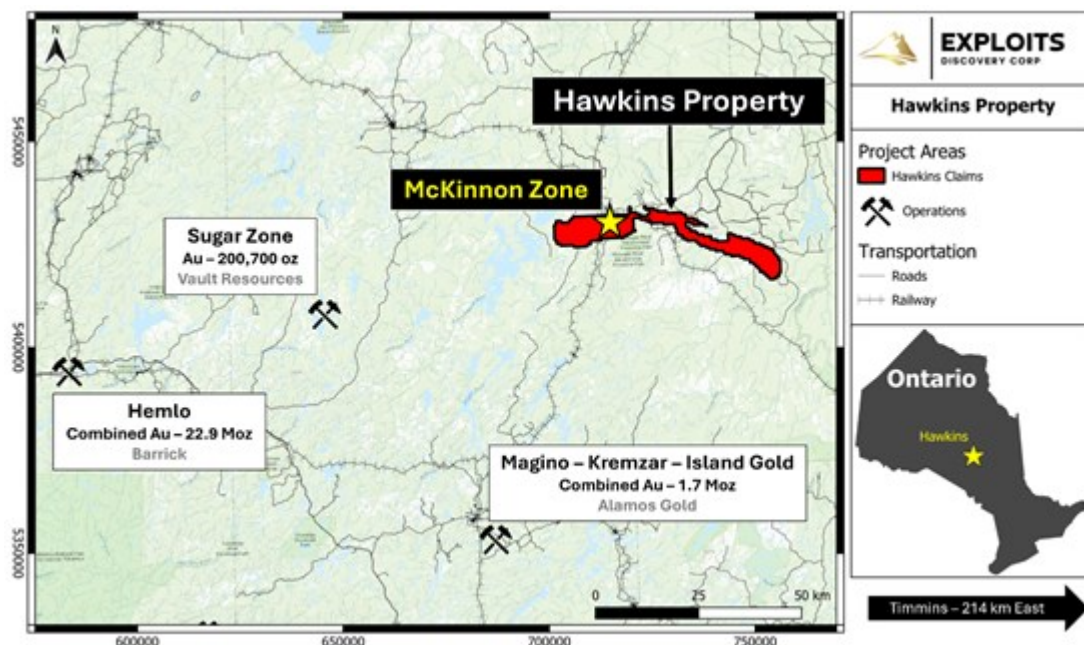 N
Hawkins Property
McKinnon Zone
Sugar Zone
Au – 200,700 oz
Vault Resources
Hemlo
Combined Au – 22.9 Moz
Barrick
Magino – Kremzar – Island Gold
Combined Au – 1.7 Moz
Alamos Gold
0 25 50 km
5450000
5400000
5350000
600000 650000 700000 750000
EXPLOITS
DISCOVERY CORP
Hawkins Property
Project Areas
Hawkins Claims
Operations
Transportation
Roads
Railway
Ontario
Hawkins
Timmins – 214 km East